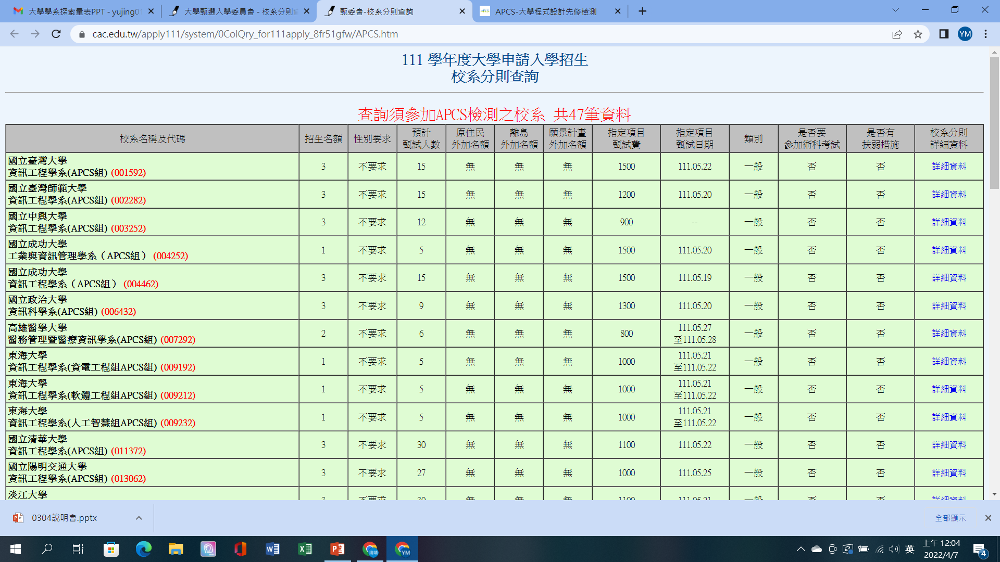 大學學系探索量表PPT - yujing01
大學甄選入學委員會 - 校系分則查
甄委會-校系分則查詢
APCS-大學程式設計先修檢測
cac.edu.tw/apply111/system/0ColQry_for111apply_8fr51gfw/APCS.htm
YM
111 學年度大學申請入學招生
校系分則查詢
查詢須參加APCS檢測之校系 共47筆資料
校系名稱及代碼 招生名額 性別要求 預計 原住民 離島 願景計畫 指定項目 指定項目 類別 是否要 是否有 校系分則
甄試人數 外加名額 外加名額 外加名額 甄試費 甄試日期 參加術科考試 扶弱措施 詳細資料
國立臺灣大學
資訊工程學系(APCS組) (001592) 3 不要求 15 無 無 無 1500 111.05.22 一般 否 否 詳細資料
國立臺灣師範大學
資訊工程學系(APCS組) (002282) 3 不要求 15 無 無 無 1200 111.05.20 一般 否 否 詳細資料
國立中興大學
資訊工程學系(APCS組) (003252) 3 不要求 12 無 無 無 900 -- 一般 否 否 詳細資料
國立成功大學
工業與資訊管理學系（APCS組） (004252) 1 不要求 5 無 無 無 1500 111.05.20 一般 否 否 詳細資料
國立成功大學
資訊工程學系（APCS組） (004462) 3 不要求 15 無 無 無 1500 111.05.19 一般 否 否 詳細資料
國立政治大學
資訊科學系(APCS組) (006432) 3 不要求 9 無 無 無 1300 111.05.20 一般 否 否 詳細資料
高雄醫學大學
醫務管理暨醫療資訊學系(APCS組) (007292) 2 不要求 6 無 無 無 800 111.05.27 至111.05.28 一般 否 否 詳細資料
東海大學
資訊工程學系(資電工程組APCS組) (009192) 1 不要求 5 無 無 無 1000 111.05.21 至111.05.22 一般 否 否 詳細資料
東海大學
資訊工程學系(軟體工程組APCS組) (009212) 1 不要求 5 無 無 無 1000 111.05.21 至111.05.22 一般 否 否 詳細資料
東海大學
資訊工程學系(人工智慧組APCS組) (009232) 1 不要求 5 無 無 無 1000 111.05.21 至111.05.22 一般 否 否 詳細資料
國立清華大學
資訊工程學系(APCS組) (011372) 3 不要求 30 無 無 無 1100 111.05.22 一般 否 否 詳細資料
國立陽明交通大學
資訊工程學系(APCS組) (013062) 3 不要求 27 無 無 無 1000 111.05.25 一般 否 否 詳細資料
淡江大學
0304說明會.pptx
全部顯示
英
上午 12:04
2022/4/7
4